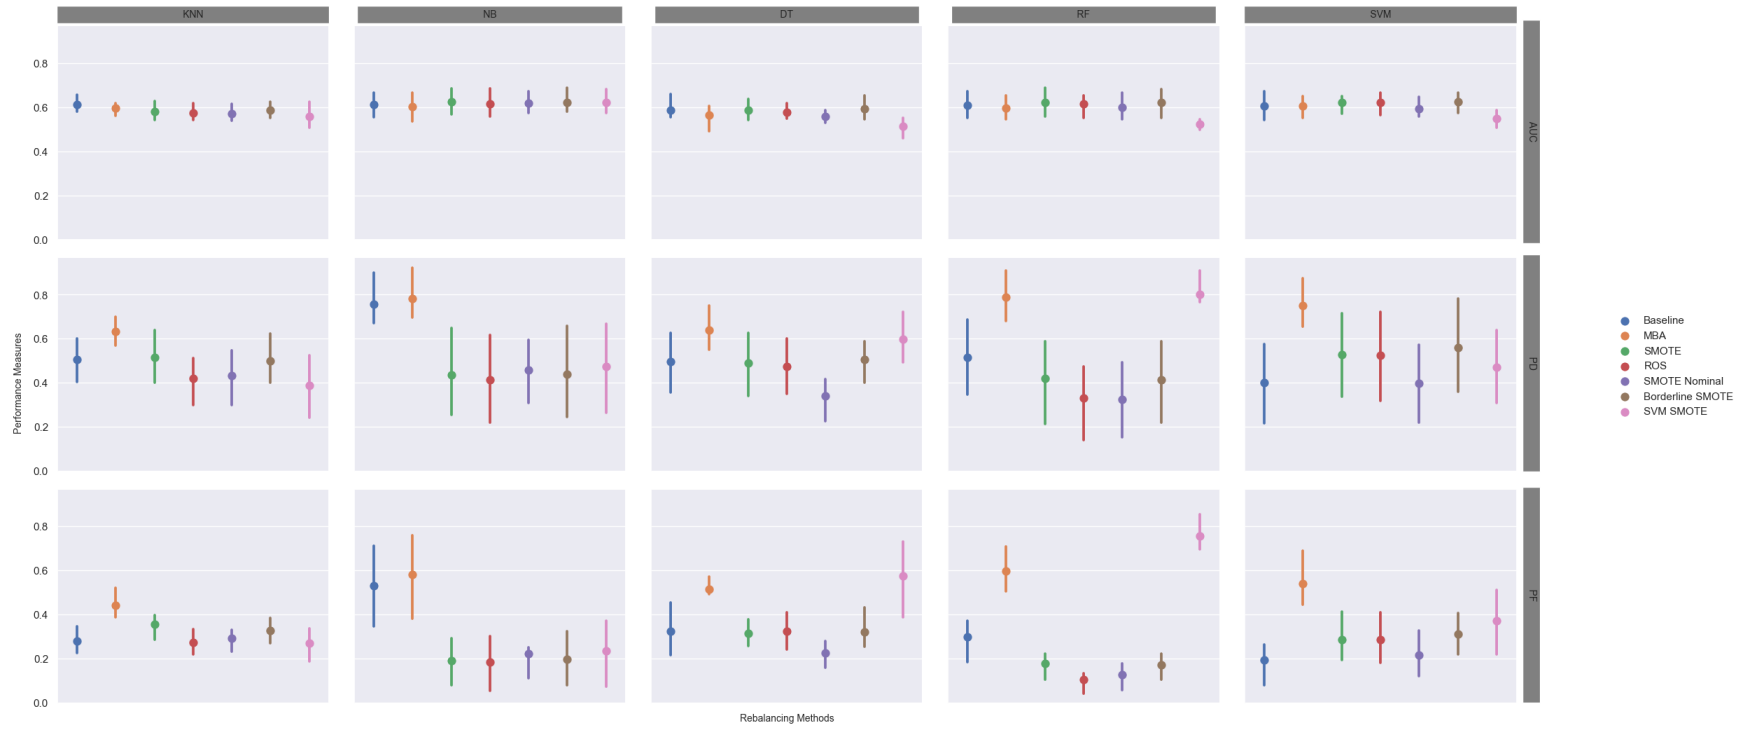 KNN NB DT RF SVM
0.8
0.6
0.4
0.2
0.0
AUC
0.8
0.6
0.4
0.2
0.0
PD
Performance Measures
0.8
0.6
0.4
0.2
0.0
PF
Rebalancing Methods
Baseline
MBA
SMOTE
ROS
SMOTE Nominal
Borderline SMOTE
SVM SMOTE